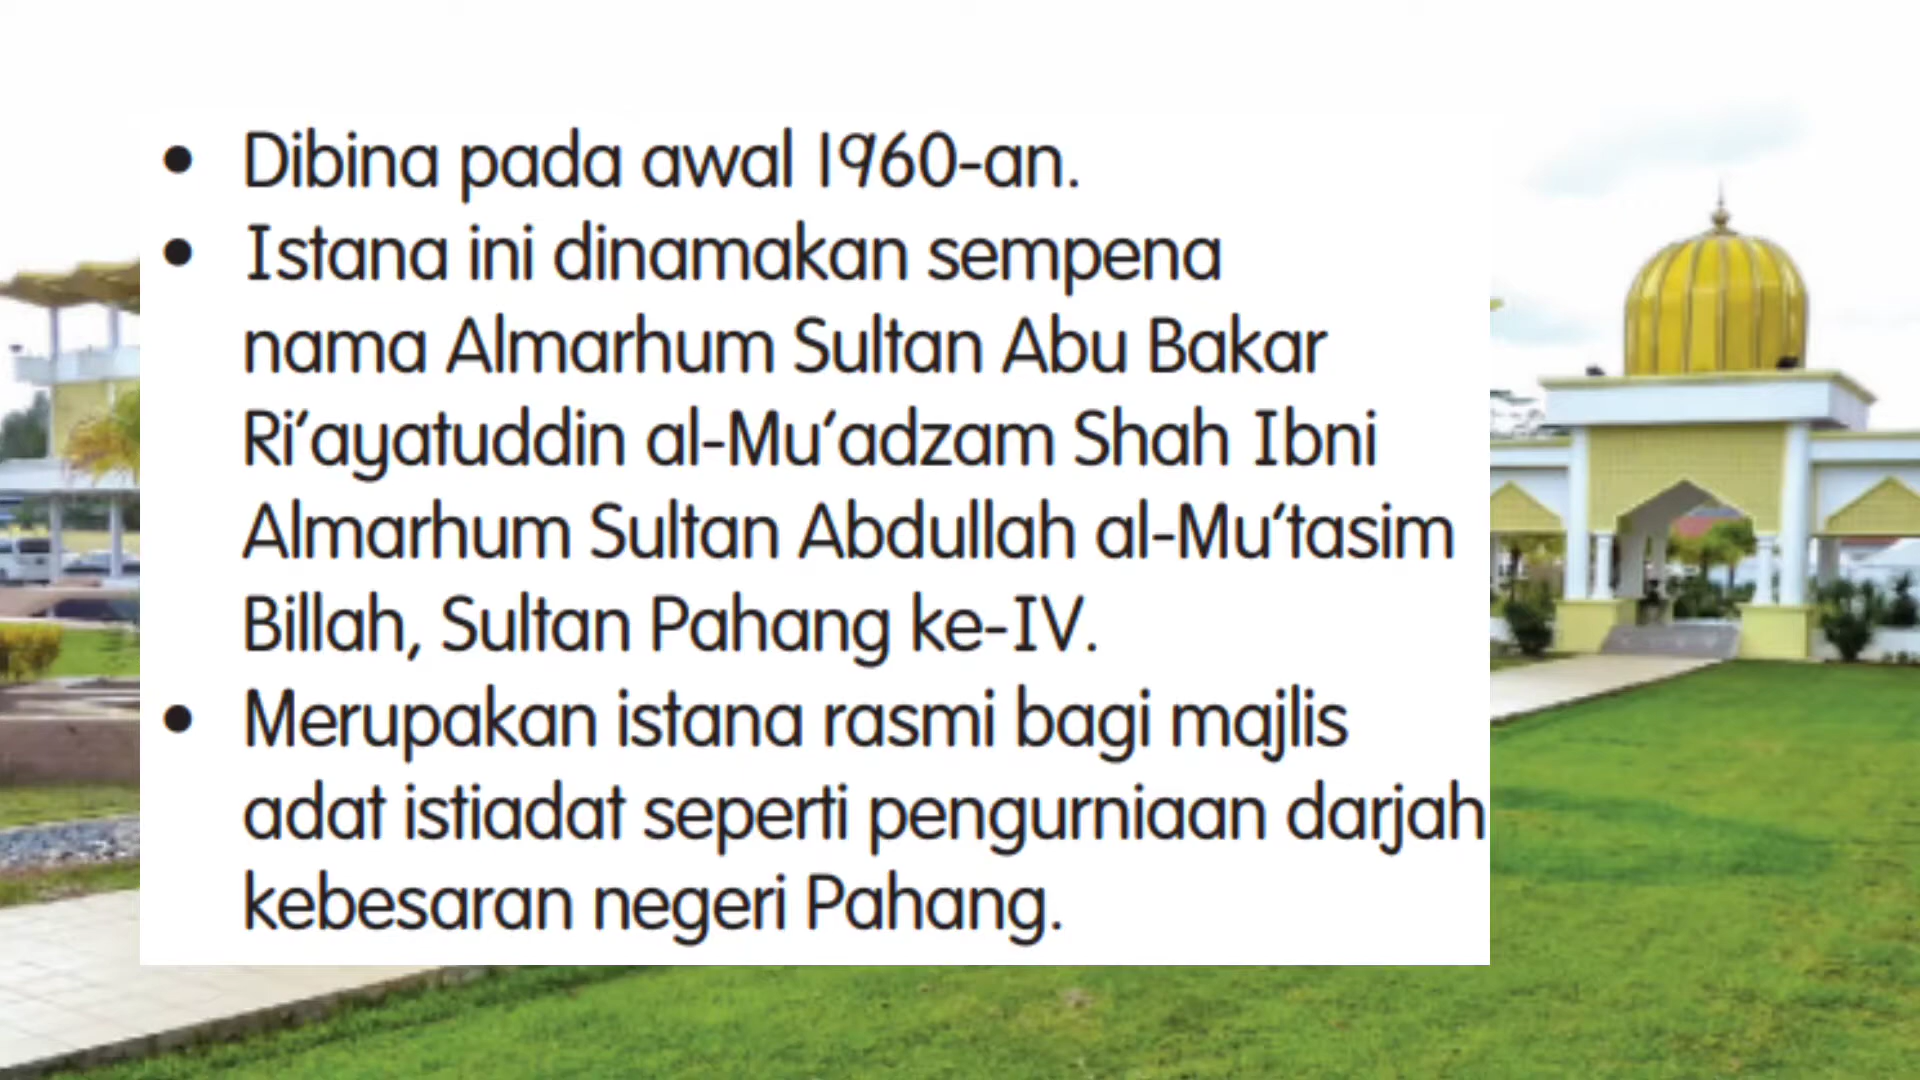 • Dibina pada awal 1960-an.
• Istana ini dinamakan sempena
nama Almarhum Sultan Abu Bakar
Ri’ayatuddin al-Mu’adzam Shah Ibni
Almarhum Sultan Abdullah al-Mu’tasim
Billah, Sultan Pahang ke-IV.
• Merupakan istana rasmi bagi majlis
adat istiadat seperti pengurniaan darjah
kebesaran negeri Pahang.